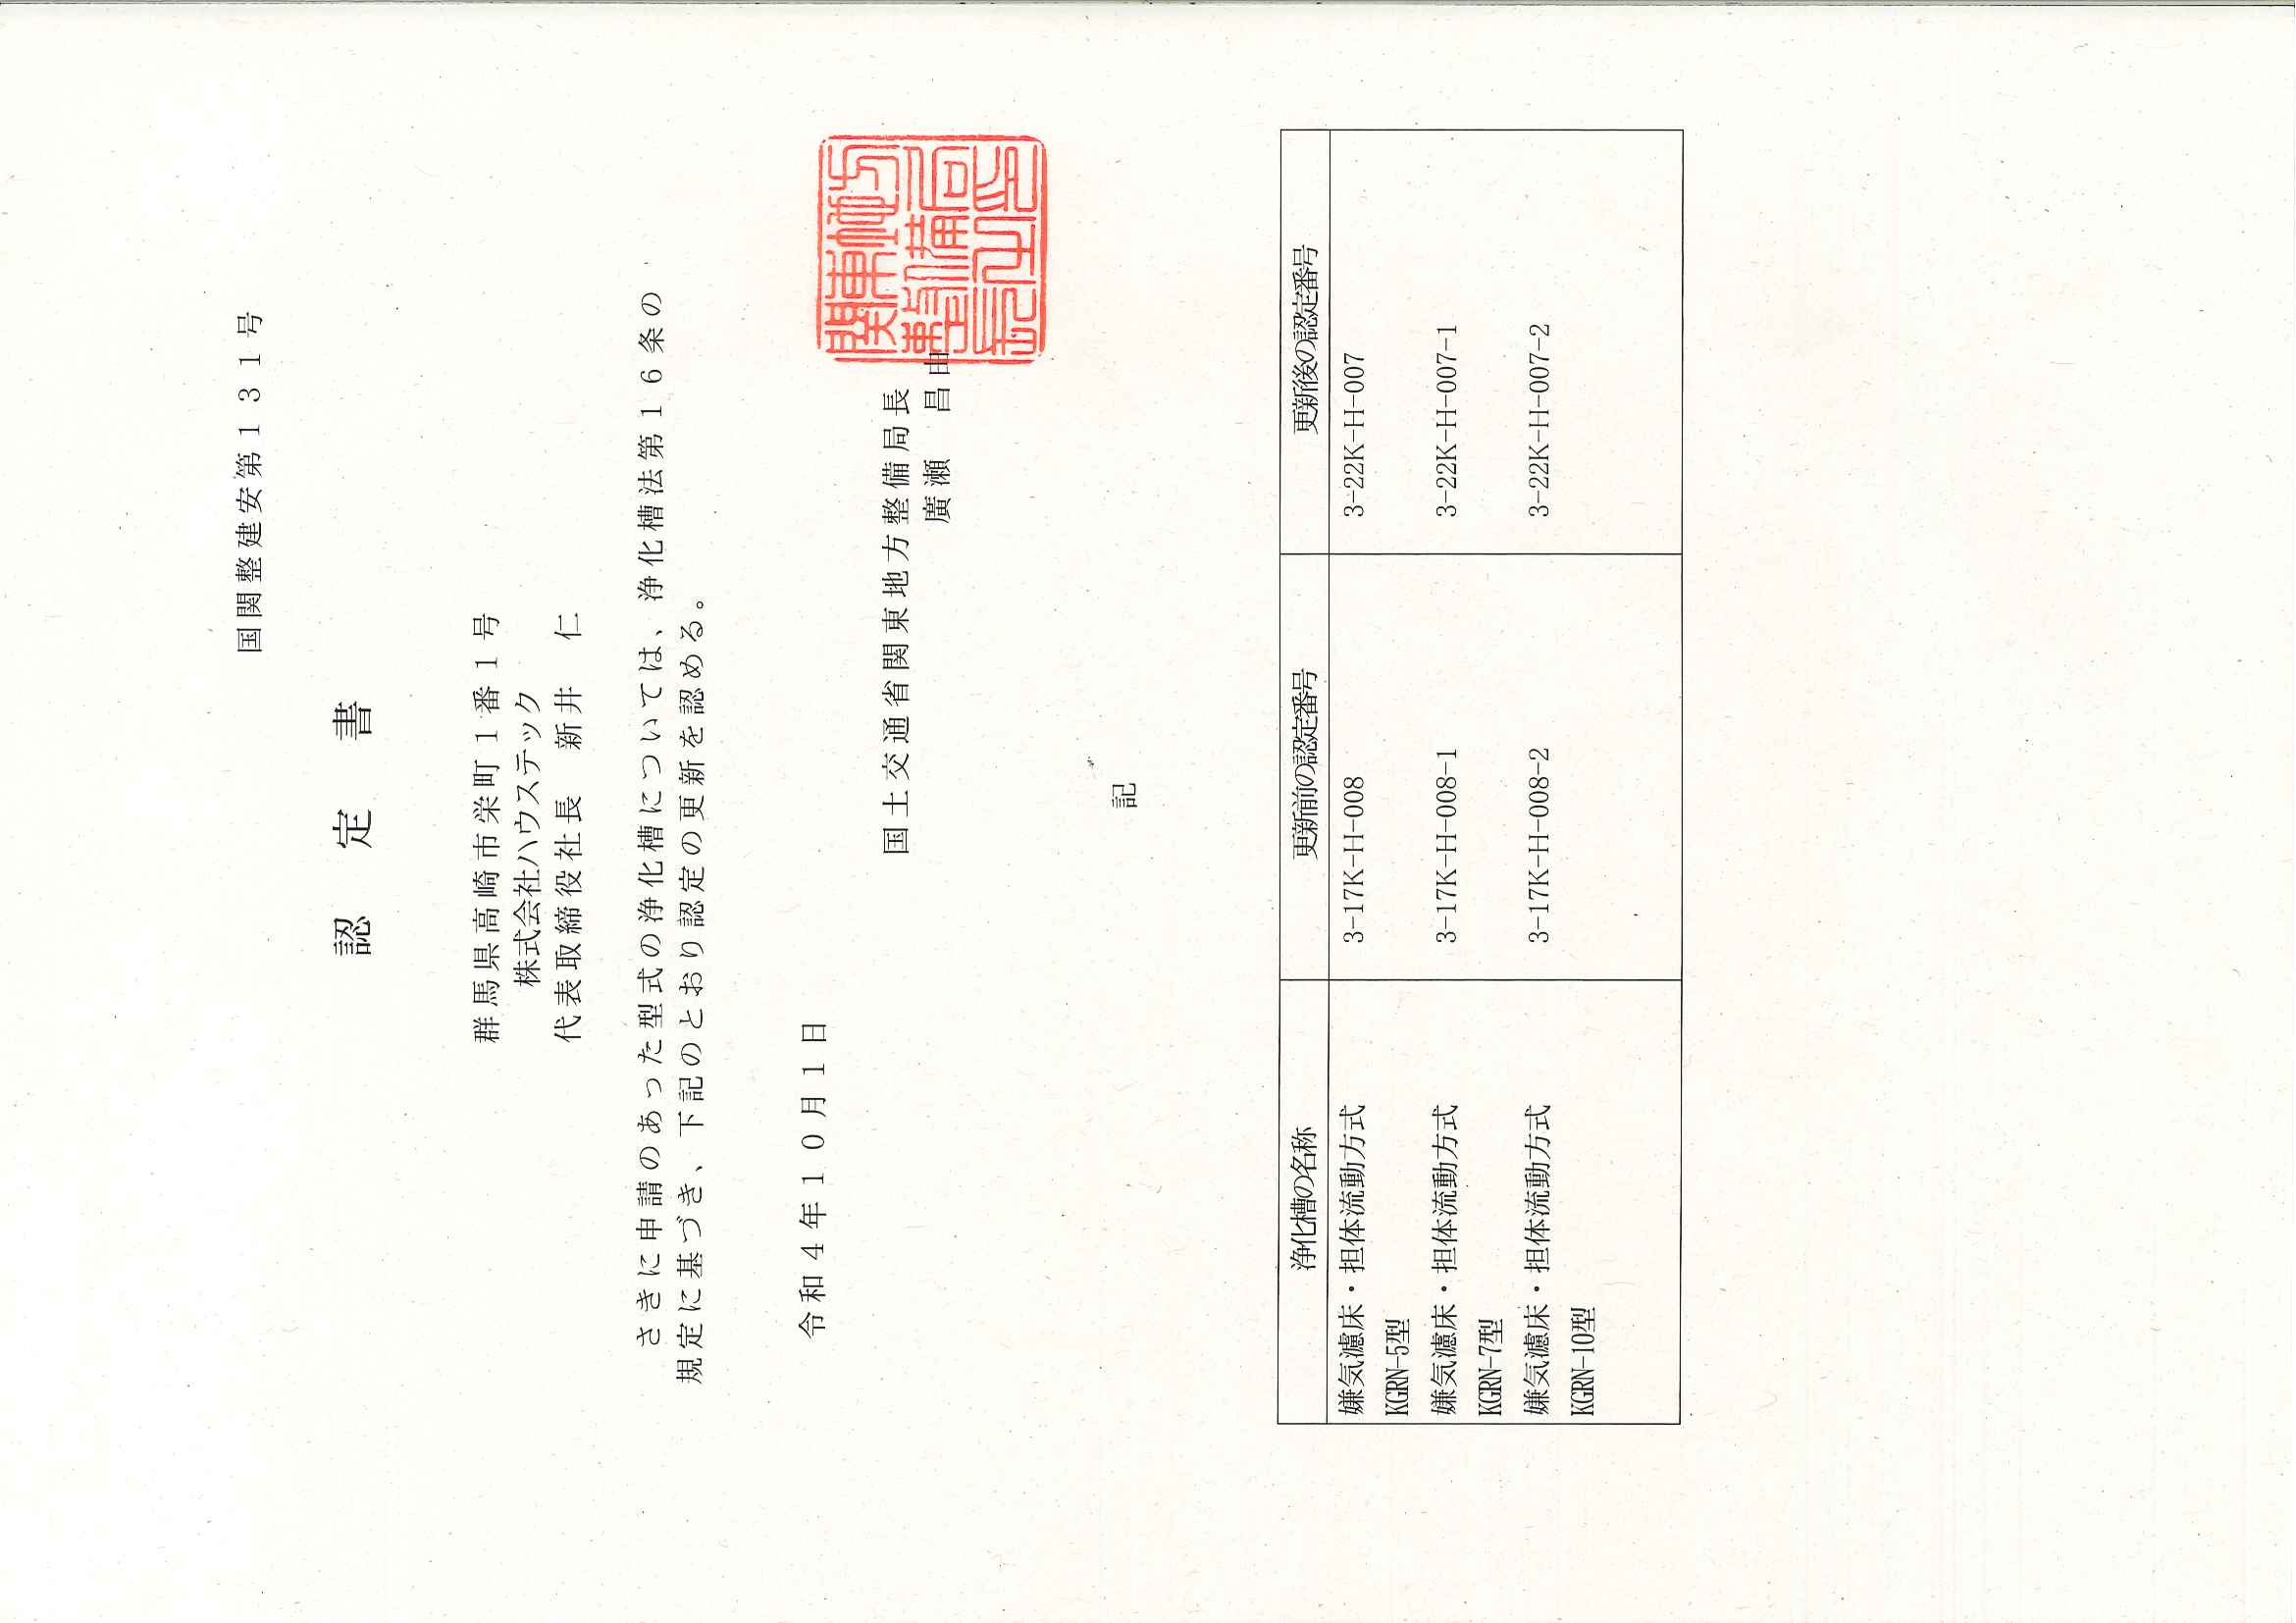 国関整建安第１３１号
認定書
群馬県高崎市栄町１番１号
株式会社ハウステック
代表取締役社長　新井　仁
さきに申請のあった型式の浄化槽については、浄化槽法第１６条の
規定に基づき、下記のとおり認定の更新を認める。
令和４年１０月１日
国土交通省関東地方整備局長
廣瀬　昌由
関東地方整備局長之印
記
浄化槽の名称　更新前の認定番号　更新後の認定番号
嫌気濾床・担体流動方式　3-17K-H-008　3-22K-H-007
KGRN-5型
嫌気濾床・担体流動方式　3-17K-H-008-1　3-22K-H-007-1
KGRN-7型
嫌気濾床・担体流動方式　3-17K-H-008-2　3-22K-H-007-2
KGRN-10型